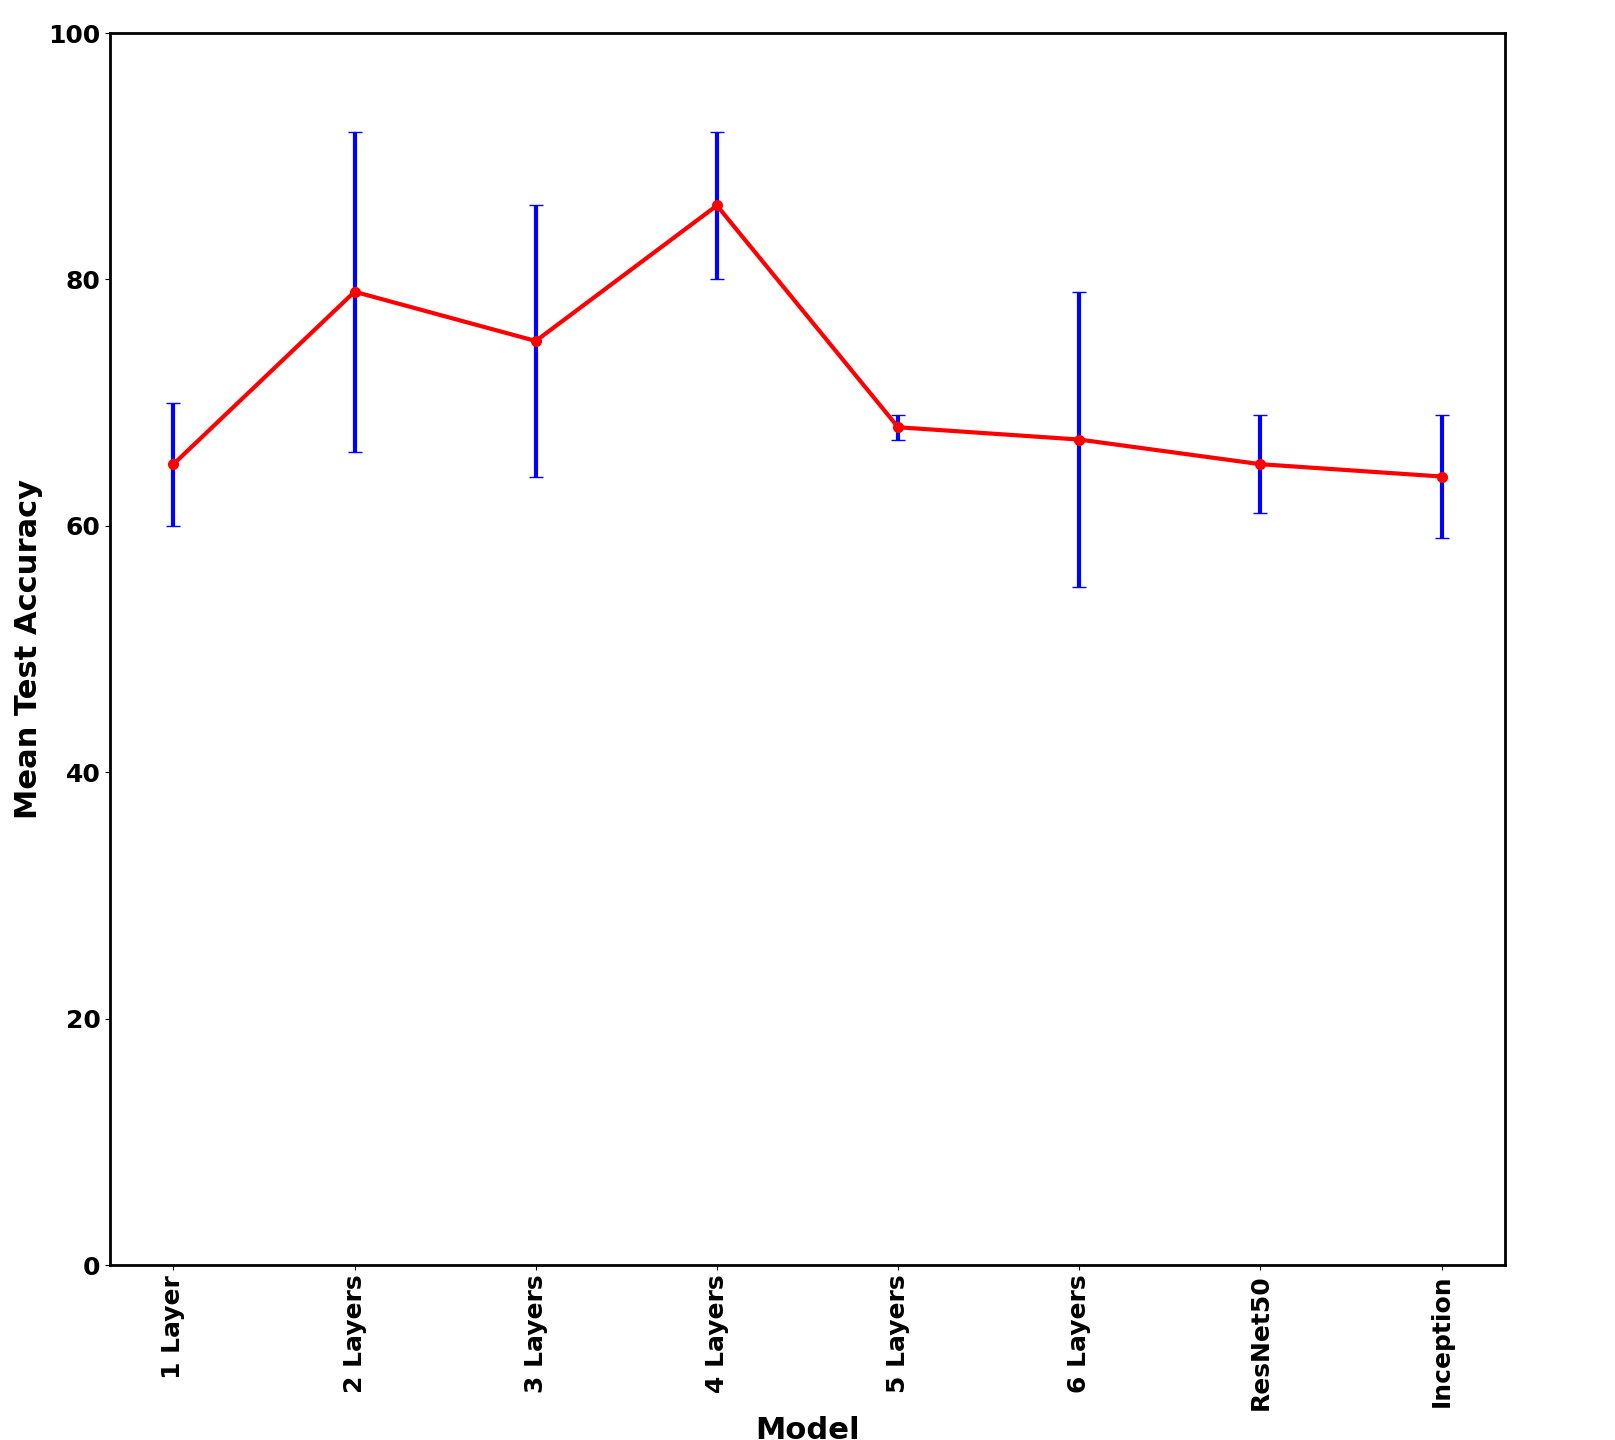 100
80
60
40
20
0
Mean Test Accuracy
1 Layer
2 Layers
3 Layers
4 Layers
5 Layers
6 Layers
ResNet50
Inception
Model